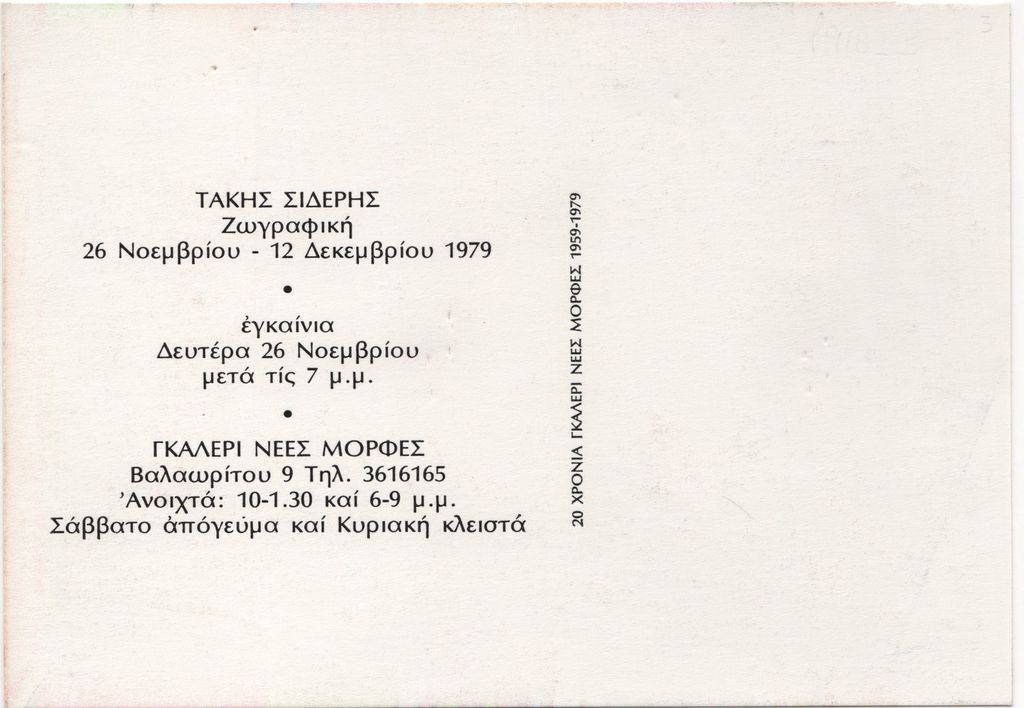 ΤΑΚΗΣ ΣΙΔΕΡΗΣ
Ζωγραφική
26 Νοεμβρίου - 12 Δεκεμβρίου 1979
•
ἐγκαίνια
Δευτέρα 26 Νοεμβρίου
μετά τίς 7 μ.μ.
•
ΓΚΑΛΕΡΙ ΝΕΕΣ ΜΟΡΦΕΣ
Βαλαωρίτου 9 Τηλ. 3616165
Ἀνοιχτά: 10-1.30 καί 6-9 μ.μ.
Σάββατο ἀπόγευμα καί Κυριακή κλειστά
20 ΧΡΟΝΙΑ ΓΚΑΛΕΡΙ ΝΕΕΣ ΜΟΡΦΕΣ 1959-1979
3